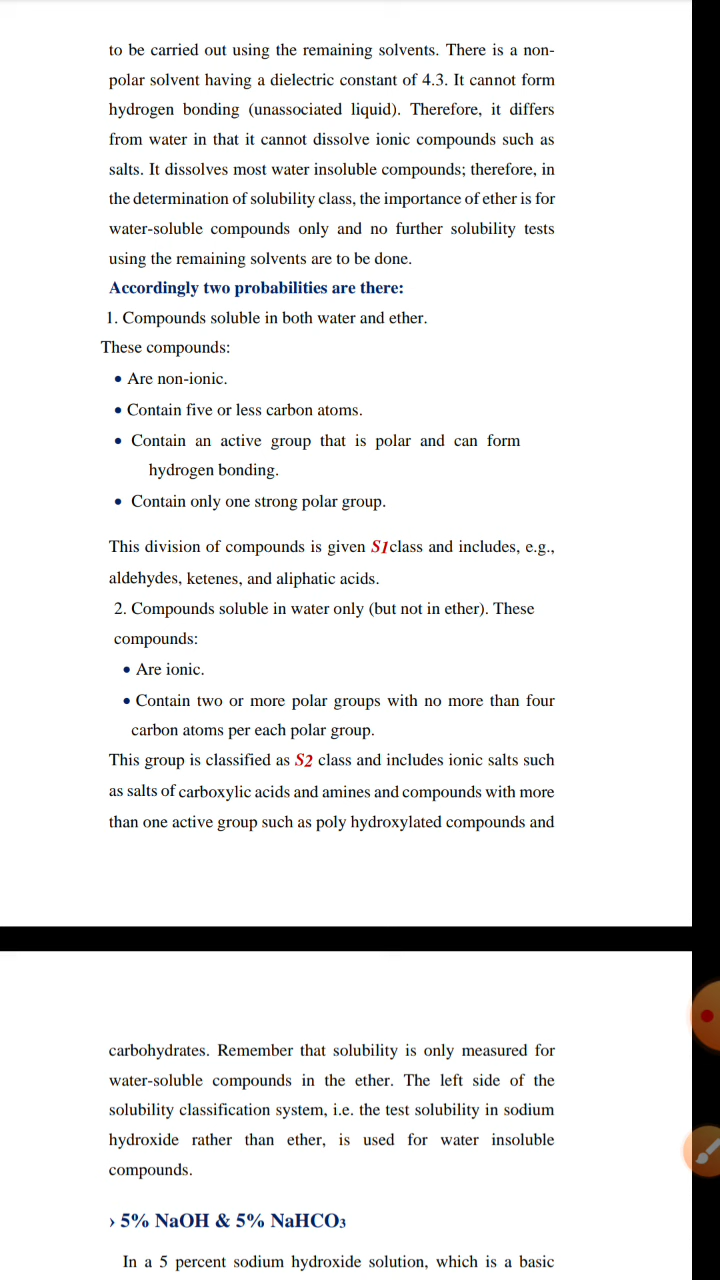 to be carried out using the remaining solvents. There is a non-
polar solvent having a dielectric constant of 4.3. It cannot form
hydrogen bonding (unassociated liquid). Therefore, it differs
from water in that it cannot dissolve ionic compounds such as
salts. It dissolves most water insoluble compounds; therefore, in
the determination of solubility class, the importance of ether is for
water-soluble compounds only and no further solubility tests
using the remaining solvents are to be done.
Accordingly two probabilities are there:
1. Compounds soluble in both water and ether.
These compounds:
• Are non-ionic.
• Contain five or less carbon atoms.
• Contain an active group that is polar and can form
hydrogen bonding.
• Contain only one strong polar group.
This division of compounds is given S1class and includes, e.g.,
aldehydes, ketenes, and aliphatic acids.
2. Compounds soluble in water only (but not in ether). These
compounds:
• Are ionic.
• Contain two or more polar groups with no more than four
carbon atoms per each polar group.
This group is classified as S2 class and includes ionic salts such
as salts of carboxylic acids and amines and compounds with more
than one active group such as poly hydroxylated compounds and
carbohydrates. Remember that solubility is only measured for
water-soluble compounds in the ether. The left side of the
solubility classification system, i.e. the test solubility in sodium
hydroxide rather than ether, is used for water insoluble
compounds.
› 5% NaOH & 5% NaHCO₃
In a 5 percent sodium hydroxide solution, which is a basic